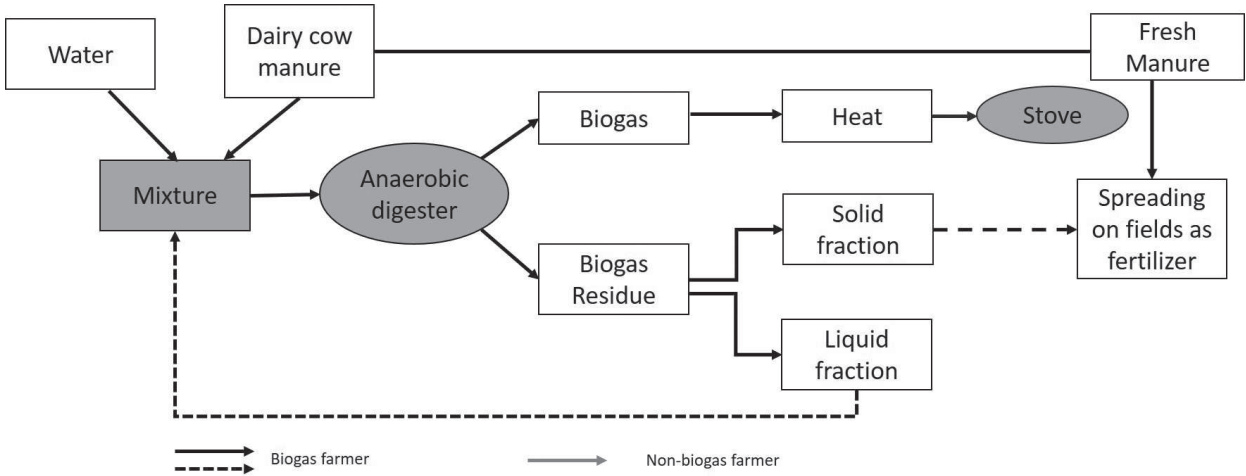 Water
Dairy cow
manure
Fresh
Manure
Biogas
Heat
Stove
Mixture
Anaerobic
digester
Solid
fraction
Spreading
on fields as
fertilizer
Biogas
Residue
Liquid
fraction
Biogas farmer
Non-biogas farmer